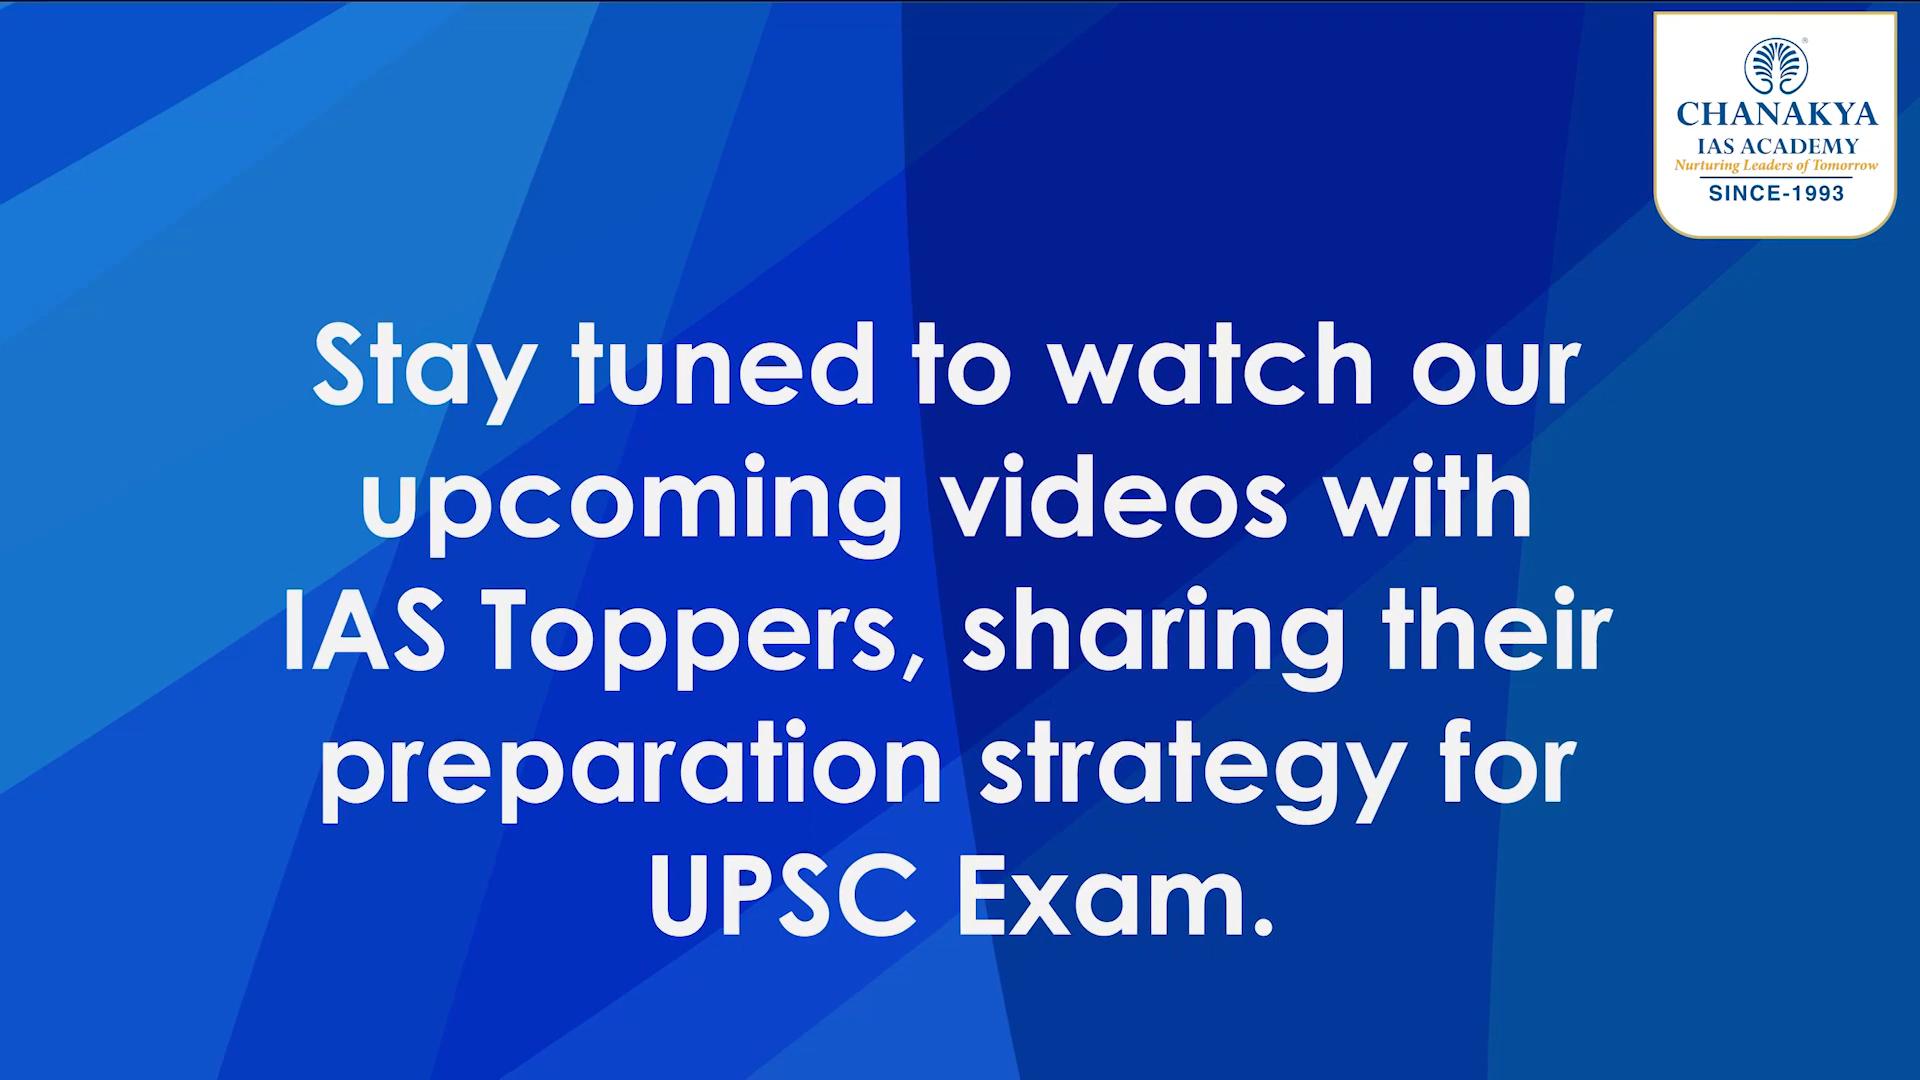 CHANAKYA
IAS ACADEMY
Nurturing Leaders of Tomorrow
SINCE-1993
Stay tuned to watch our
upcoming videos with
IAS Toppers, sharing their
preparation strategy for
UPSC Exam.